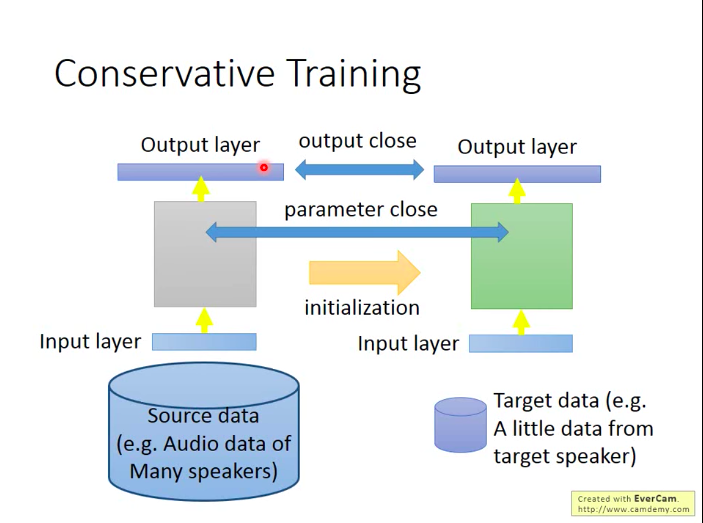 Conservative Training
Output layer
output close
Output layer
parameter close
initialization
Input layer
Input layer
Source data
(e.g. Audio data of
Many speakers)
Target data (e.g.
A little data from
target speaker)
Created with EverCam.
http://www.camdemy.com